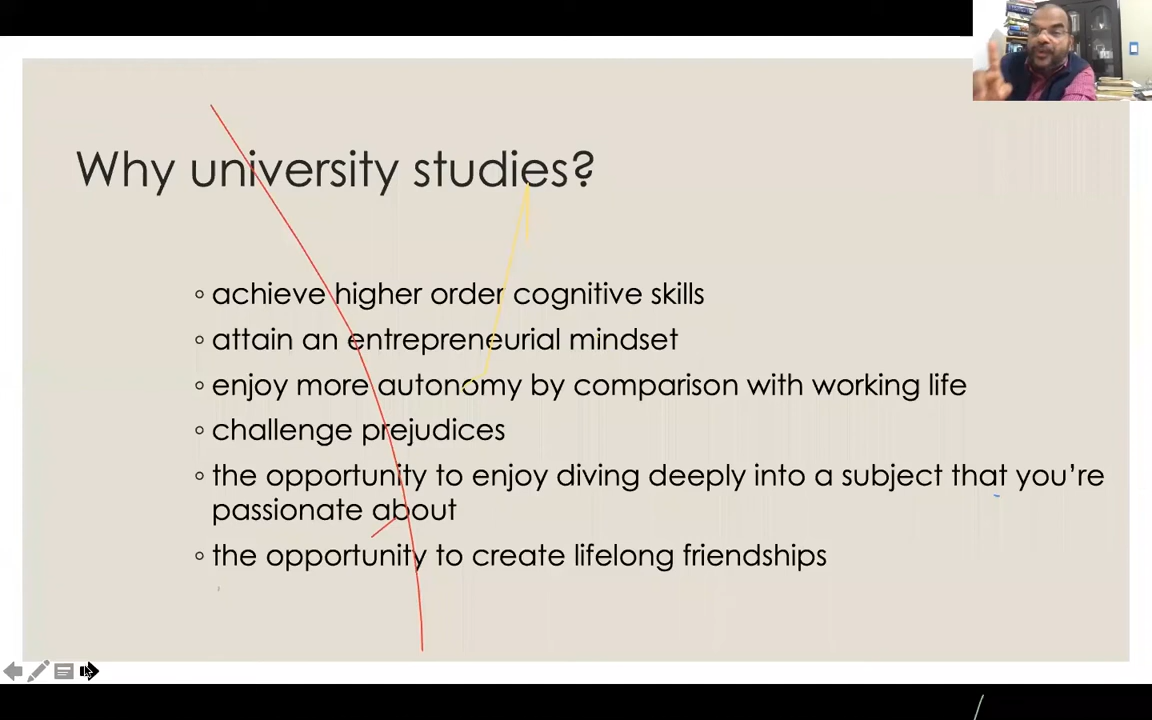 Why university studies?
◦ achieve higher order cognitive skills
◦ attain an entrepreneurial mindset
◦ enjoy more autonomy by comparison with working life
◦ challenge prejudices
◦ the opportunity to enjoy diving deeply into a subject that you’re
passionate about
◦ the opportunity to create lifelong friendships